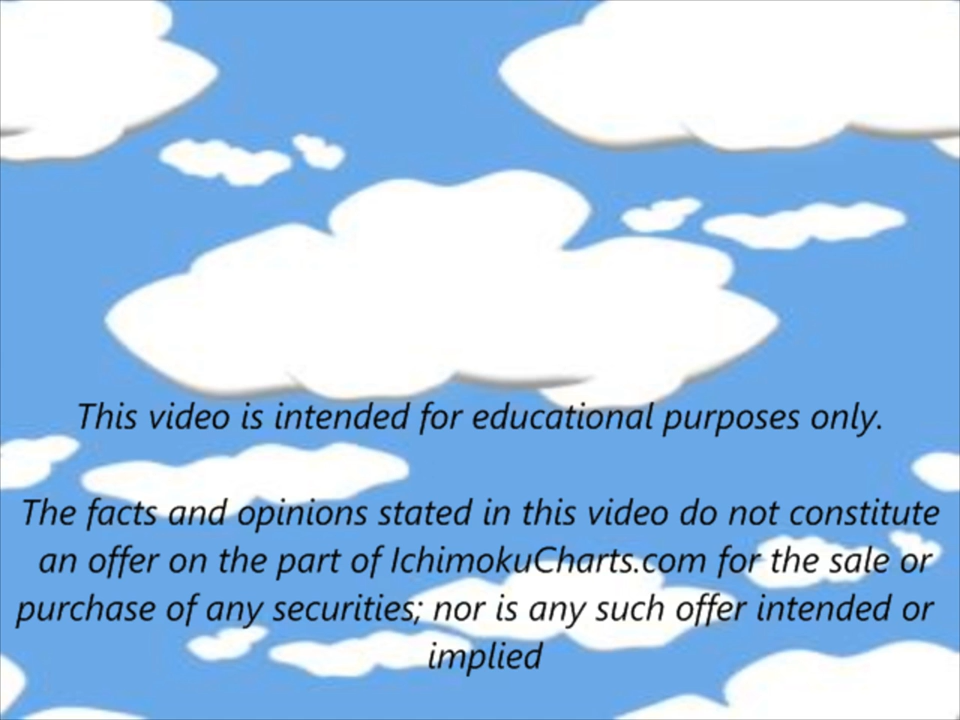 This video is intended for educational purposes only.
The facts and opinions stated in this video do not constitute
an offer on the part of IchimokuCharts.com for the sale or
purchase of any securities; nor is any such offer intended or
implied